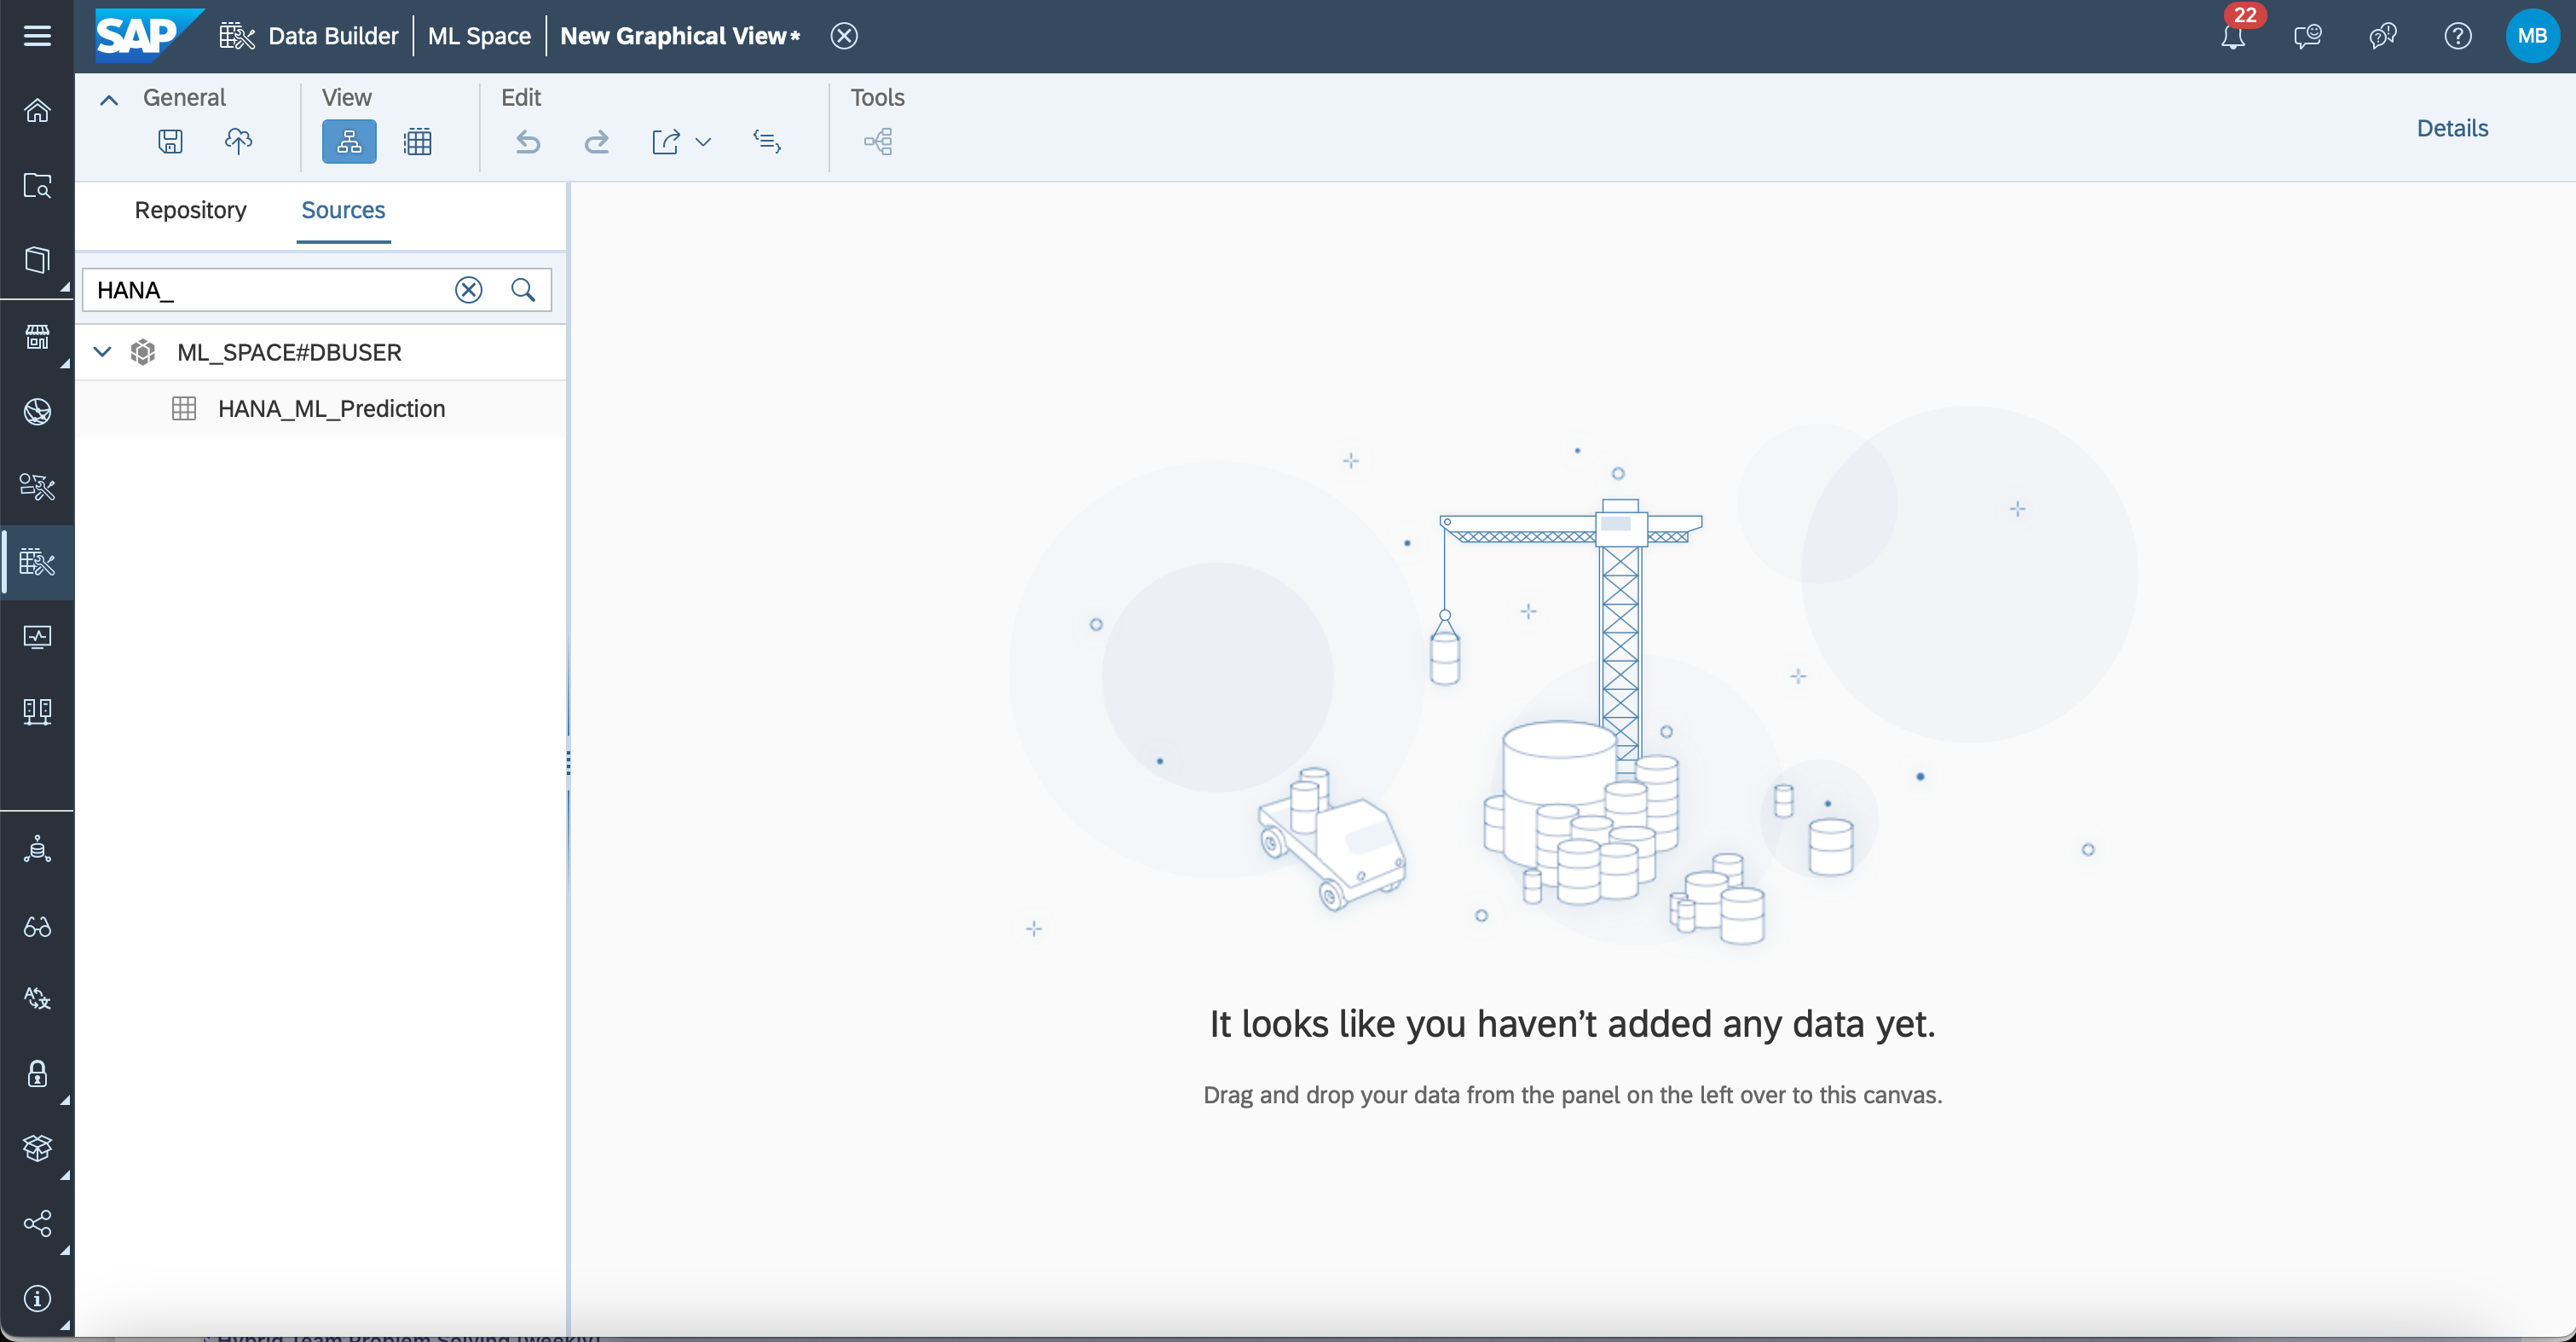 SAP Data Builder ML Space New Graphical View* 22 MB
General View Edit Tools
Details
Repository Sources
HANA_
ML_SPACE#DBUSER
HANA_ML_Prediction
It looks like you haven’t added any data yet.
Drag and drop your data from the panel on the left over to this canvas.